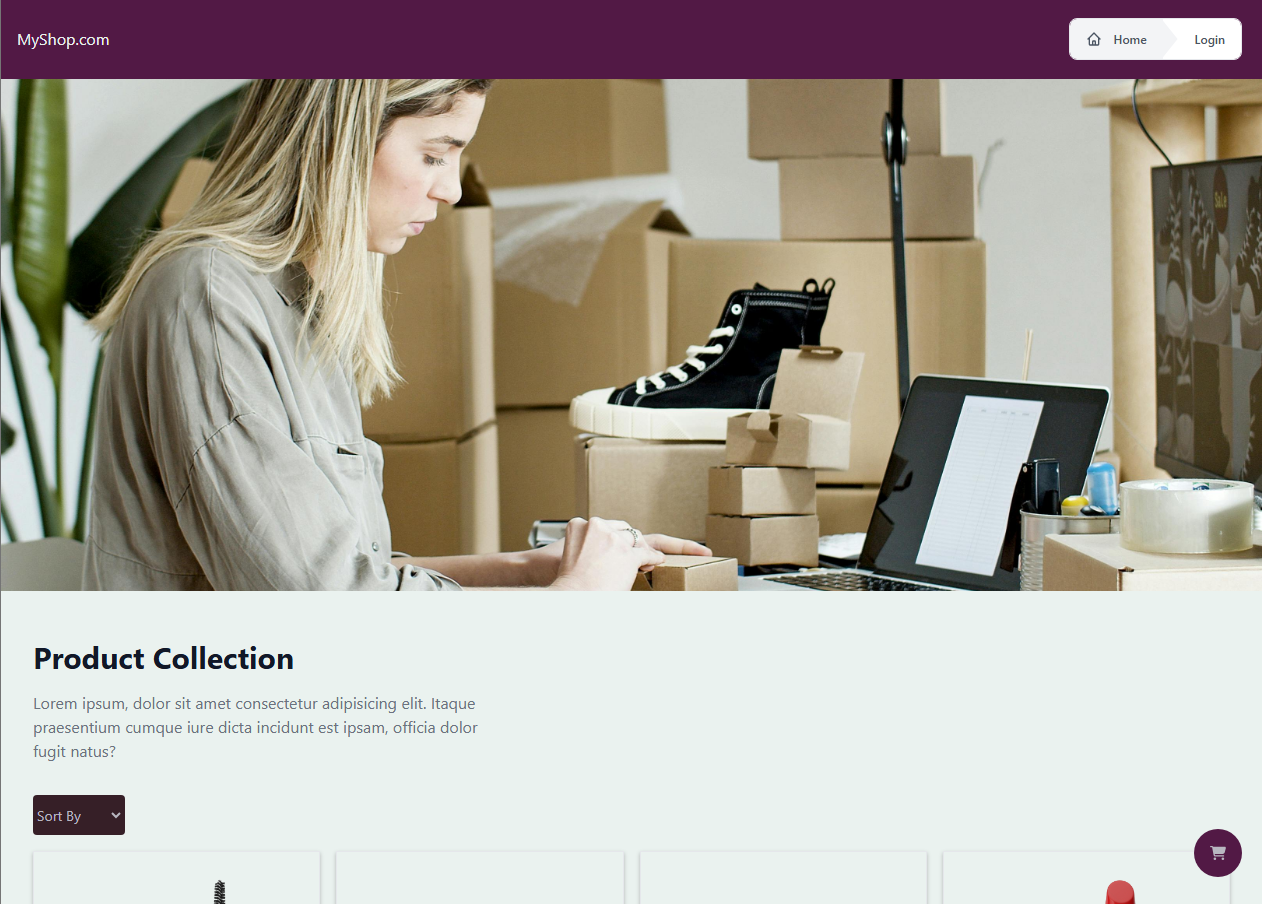 MyShop.com
Home
Login
Sale
Product Collection
Lorem ipsum, dolor sit amet consectetur adipisicing elit. Itaque
praesentium cumque iure dicta incidunt est ipsam, officia dolor
fugit natus?
Sort By